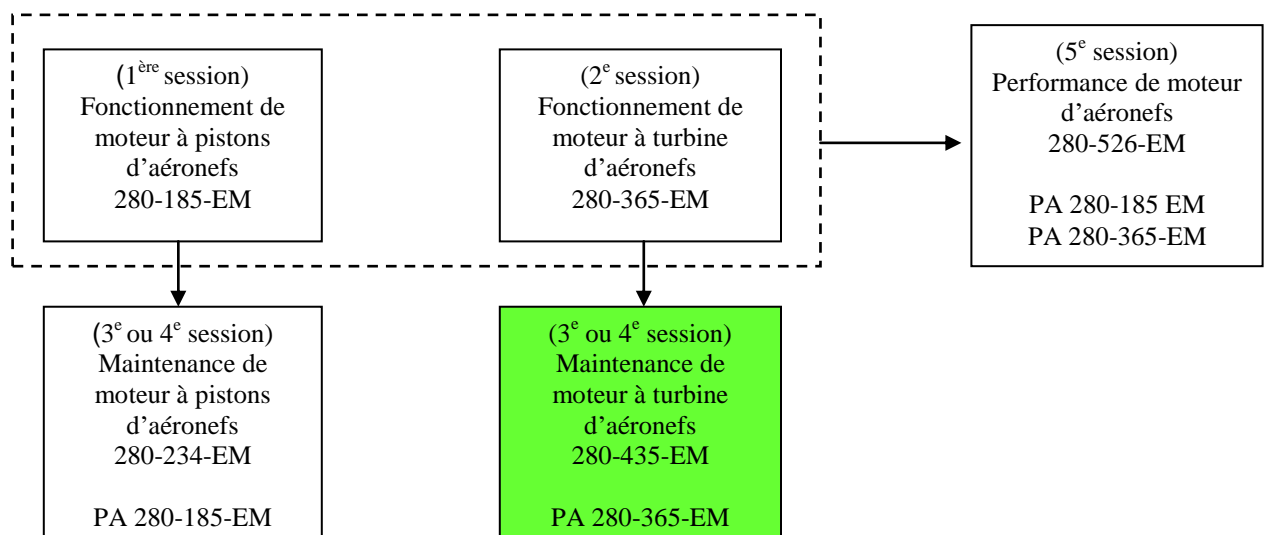 (1ère session)
Fonctionnement de
moteur à pistons
d'aéronefs
280-185-EM
(2e session)
Fonctionnement de
moteur à turbine
d'aéronefs
280-365-EM
(5e session)
Performance de moteur
d'aéronefs
280-526-EM
PA 280-185 EM
PA 280-365-EM
(3e ou 4e session)
Maintenance de
moteur à pistons
d'aéronefs
280-234-EM
PA 280-185-EM
(3e ou 4e session)
Maintenance de
moteur à turbine
d'aéronefs
280-435-EM
PA 280-365-EM